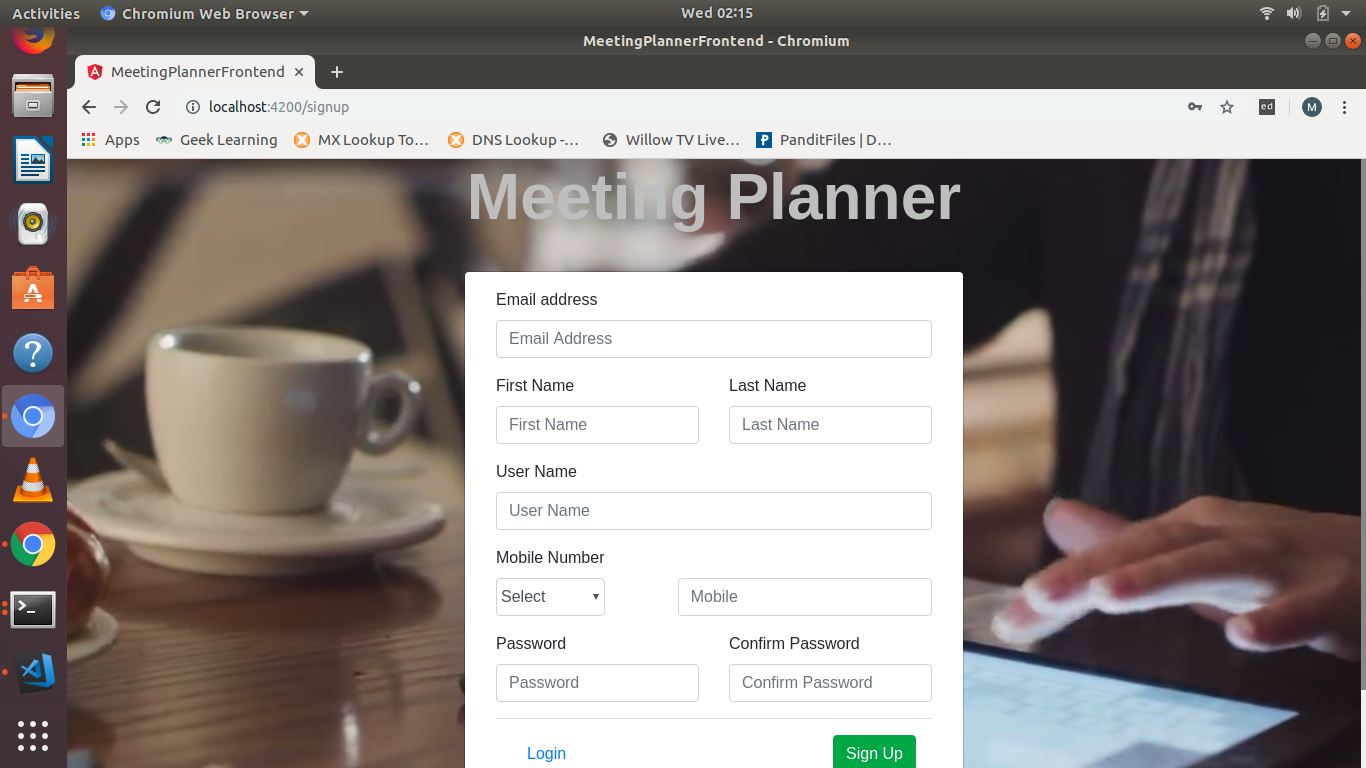 Activities Chromium Web Browser Wed 02:15
MeetingPlannerFrontend - Chromium
MeetingPlannerFrontend
localhost:4200/signup ed M
Apps Geek Learning MX Lookup To… DNS Lookup -… Willow TV Live… PanditFiles | D…
Meeting Planner
Email address
Email Address
First Name Last Name
First Name Last Name
User Name
User Name
Mobile Number
Select Mobile
Password Confirm Password
Password Confirm Password
Login Sign Up